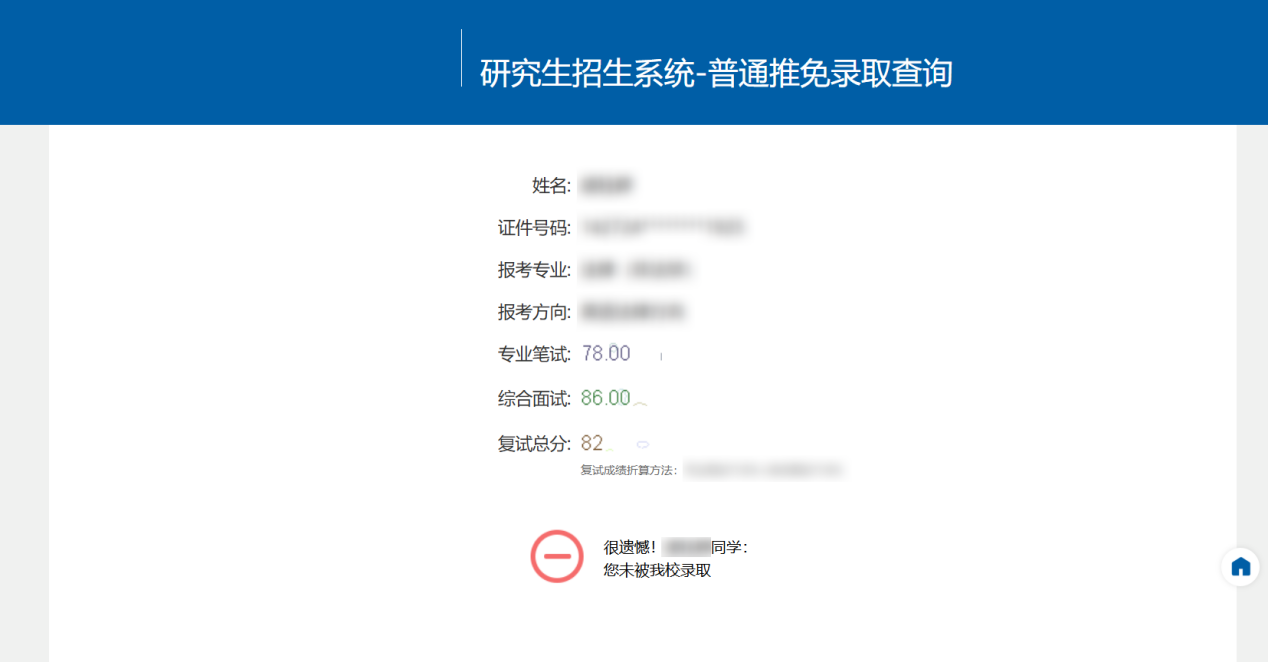 研究生招生系统-普通推免录取查询
姓名:
证件号码:
报考专业:
报考方向:
专业笔试: 78.00
综合面试: 86.00
复试总分: 82
复试成绩折算方法:
很遗憾! 同学:
您未被我校录取